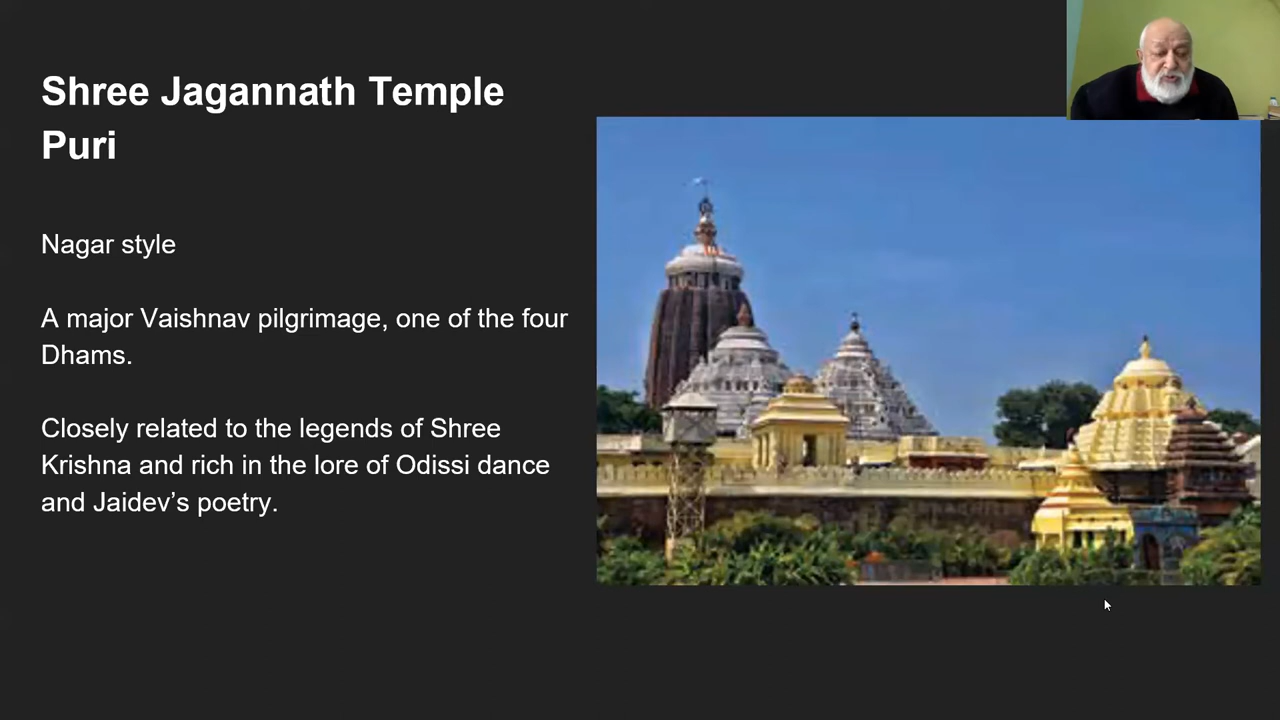 Shree Jagannath Temple
Puri
Nagar style
A major Vaishnav pilgrimage, one of the four
Dhams.
Closely related to the legends of Shree
Krishna and rich in the lore of Odissi dance
and Jaidev’s poetry.